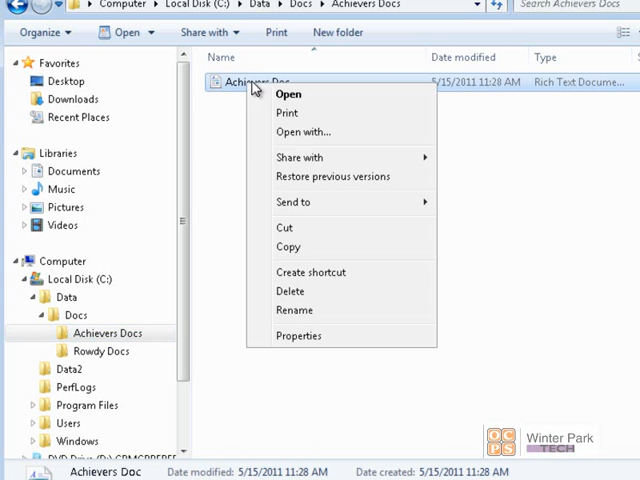 Computer ▸ Local Disk (C:) ▸ Data ▸ Docs ▸ Achievers Docs
Search Achievers Docs
Organize Open Share with Print New folder
Name Date modified Type
Achievers Doc 5/15/2011 11:28 AM Rich Text Docume...
Favorites
Desktop
Downloads
Recent Places
Libraries
Documents
Music
Pictures
Videos
Computer
Local Disk (C:)
Data
Docs
Achievers Docs
Rowdy Docs
Data2
PerfLogs
Program Files
Users
Windows
Open
Print
Open with...
Share with
Restore previous versions
Send to
Cut
Copy
Create shortcut
Delete
Rename
Properties
OCPS Winter Park
TECH
Achievers Doc Date modified: 5/15/2011 11:28 AM Date created: 5/15/2011 11:28 AM